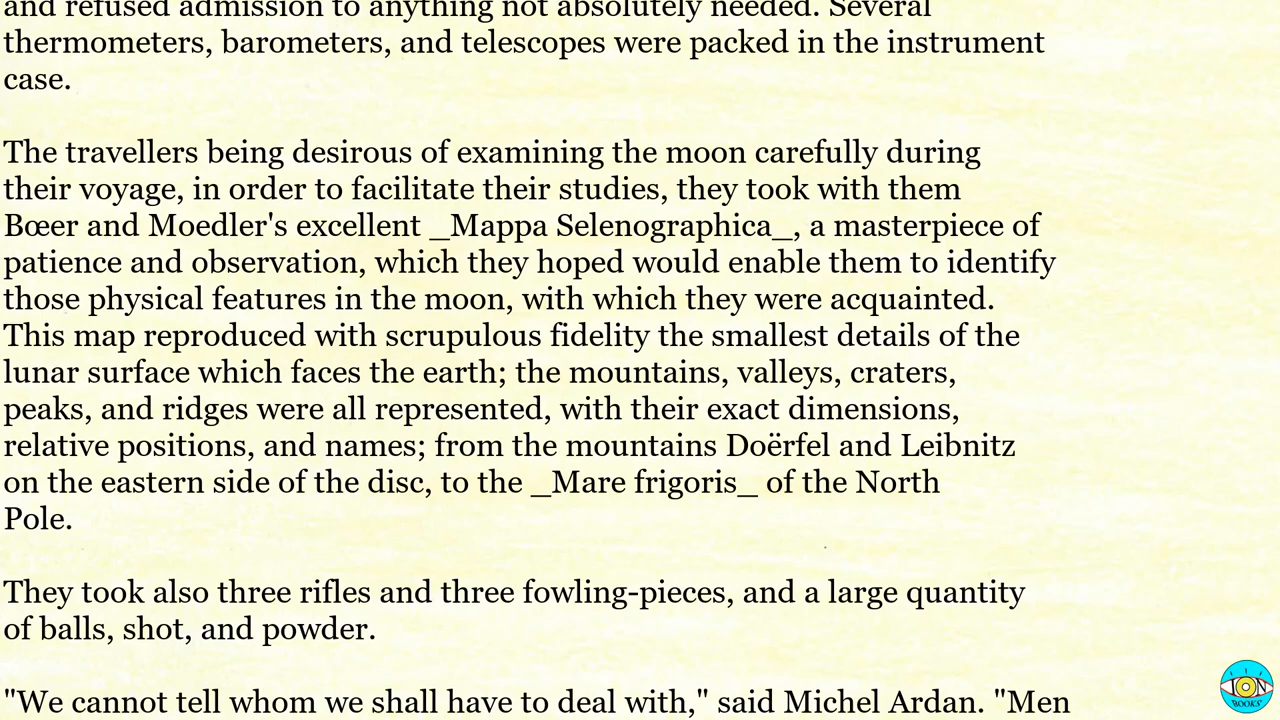 and refused admission to anything not absolutely needed. Several
thermometers, barometers, and telescopes were packed in the instrument
case.
The travellers being desirous of examining the moon carefully during
their voyage, in order to facilitate their studies, they took with them
Bœer and Moedler's excellent _Mappa Selenographica_, a masterpiece of
patience and observation, which they hoped would enable them to identify
those physical features in the moon, with which they were acquainted.
This map reproduced with scrupulous fidelity the smallest details of the
lunar surface which faces the earth; the mountains, valleys, craters,
peaks, and ridges were all represented, with their exact dimensions,
relative positions, and names; from the mountains Doërfel and Leibnitz
on the eastern side of the disc, to the _Mare frigoris_ of the North
Pole.
They took also three rifles and three fowling-pieces, and a large quantity
of balls, shot, and powder.
"We cannot tell whom we shall have to deal with," said Michel Ardan. "Men
ION
BOOKS